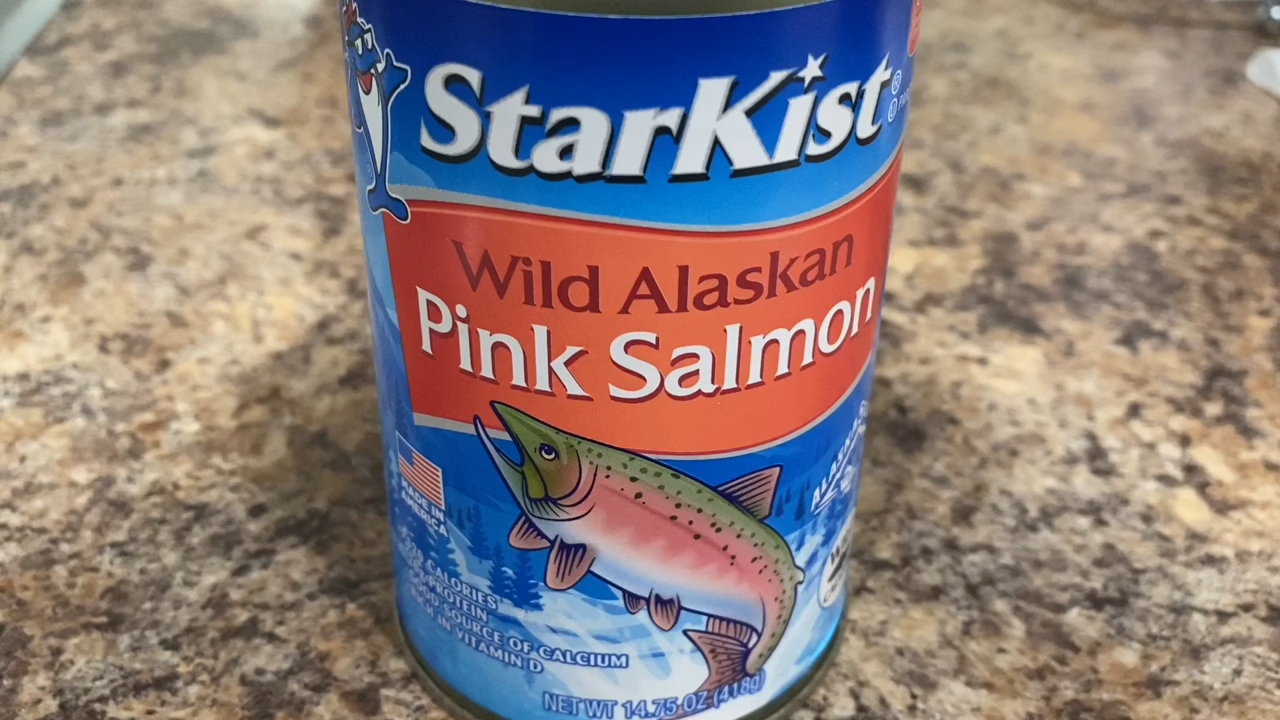 StarKist®
Wild Alaskan
Pink Salmon
MADE IN
AMERICA
CALORIES
PROTEIN
SOURCE OF CALCIUM
IN VITAMIN D
ALASKA
NET WT 14.75 OZ (418g)